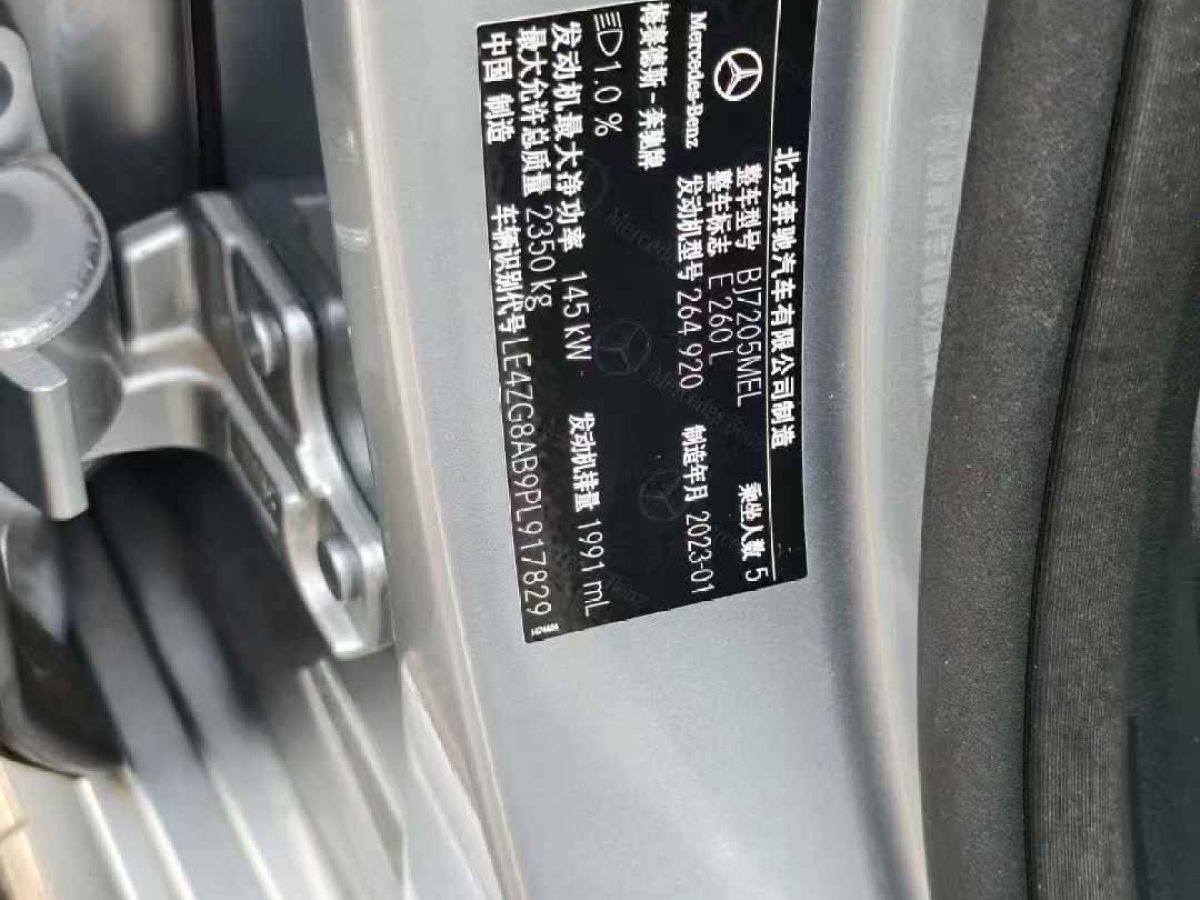 北京奔驰汽车有限公司制造
Mercedes-Benz
梅赛德斯-奔驰牌
整车型号 BJ7205MEL 乘坐人数 5
整车标志 E 260 L
发动机型号 264 920 制造年月 2023-01
1.0 %
发动机最大净功率 145 kW 发动机排量 1991 mL
最大允许总质量 2350 kg
中国 制造 车辆识别代号 LE4ZG8AB9PL917829